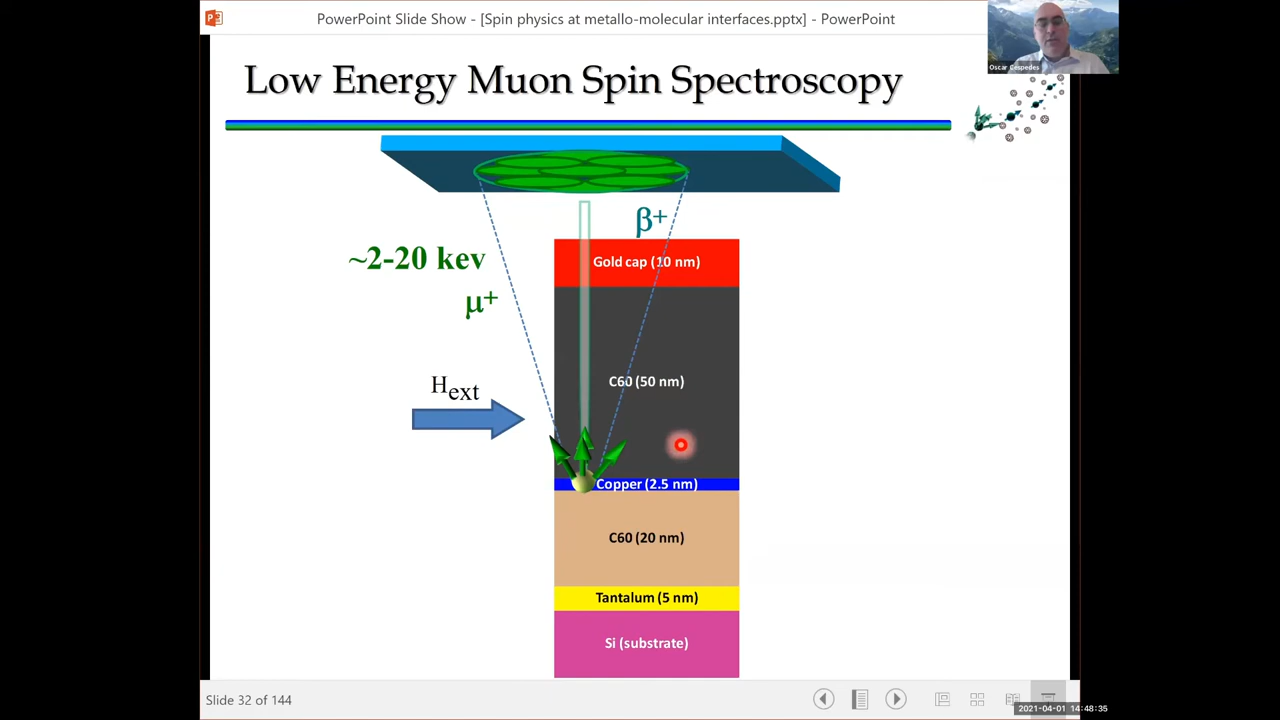 PowerPoint Slide Show - [Spin physics at metallo-molecular interfaces.pptx] - PowerPoint
Oscar Cespedes
Low Energy Muon Spin Spectroscopy
β+
~2-20 kev
μ+
Gold cap (10 nm)
C60 (50 nm)
Hext
Copper (2.5 nm)
C60 (20 nm)
Tantalum (5 nm)
Si (substrate)
Slide 32 of 144
2021-04-01 14:48:35